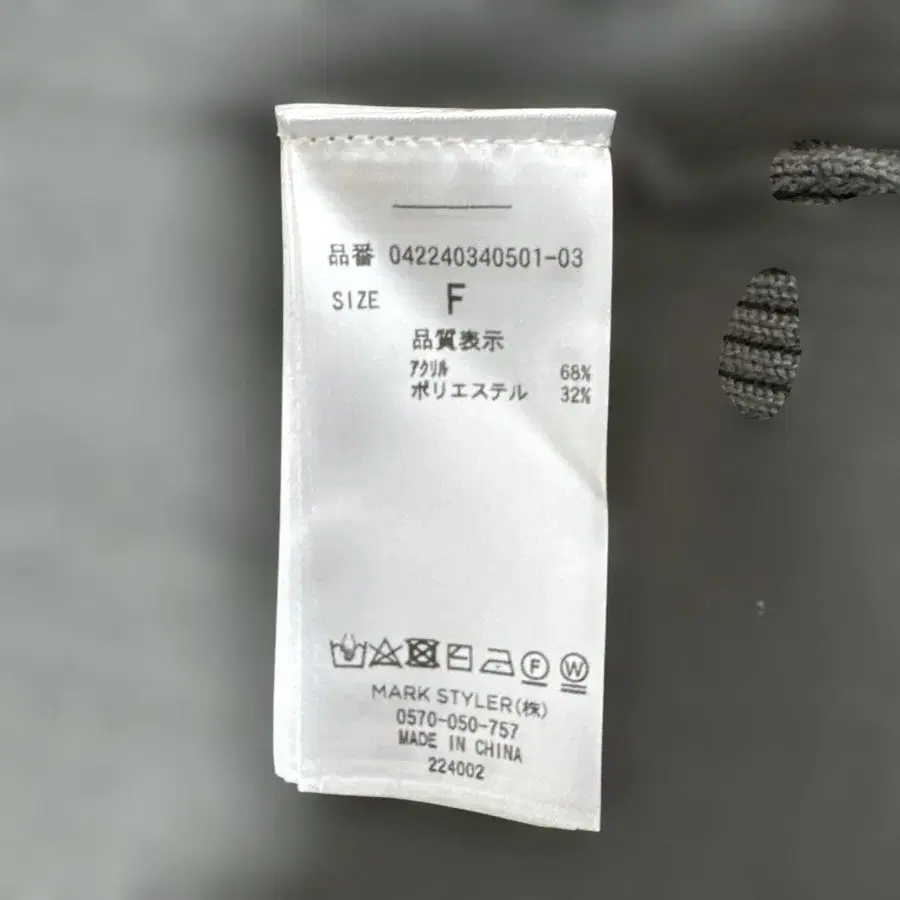 品番 042240340501-03
SIZE F
品質表示
アクリル 68%
ポリエステル 32%
F W
MARK STYLER(株)
0570-050-757
MADE IN CHINA
224002